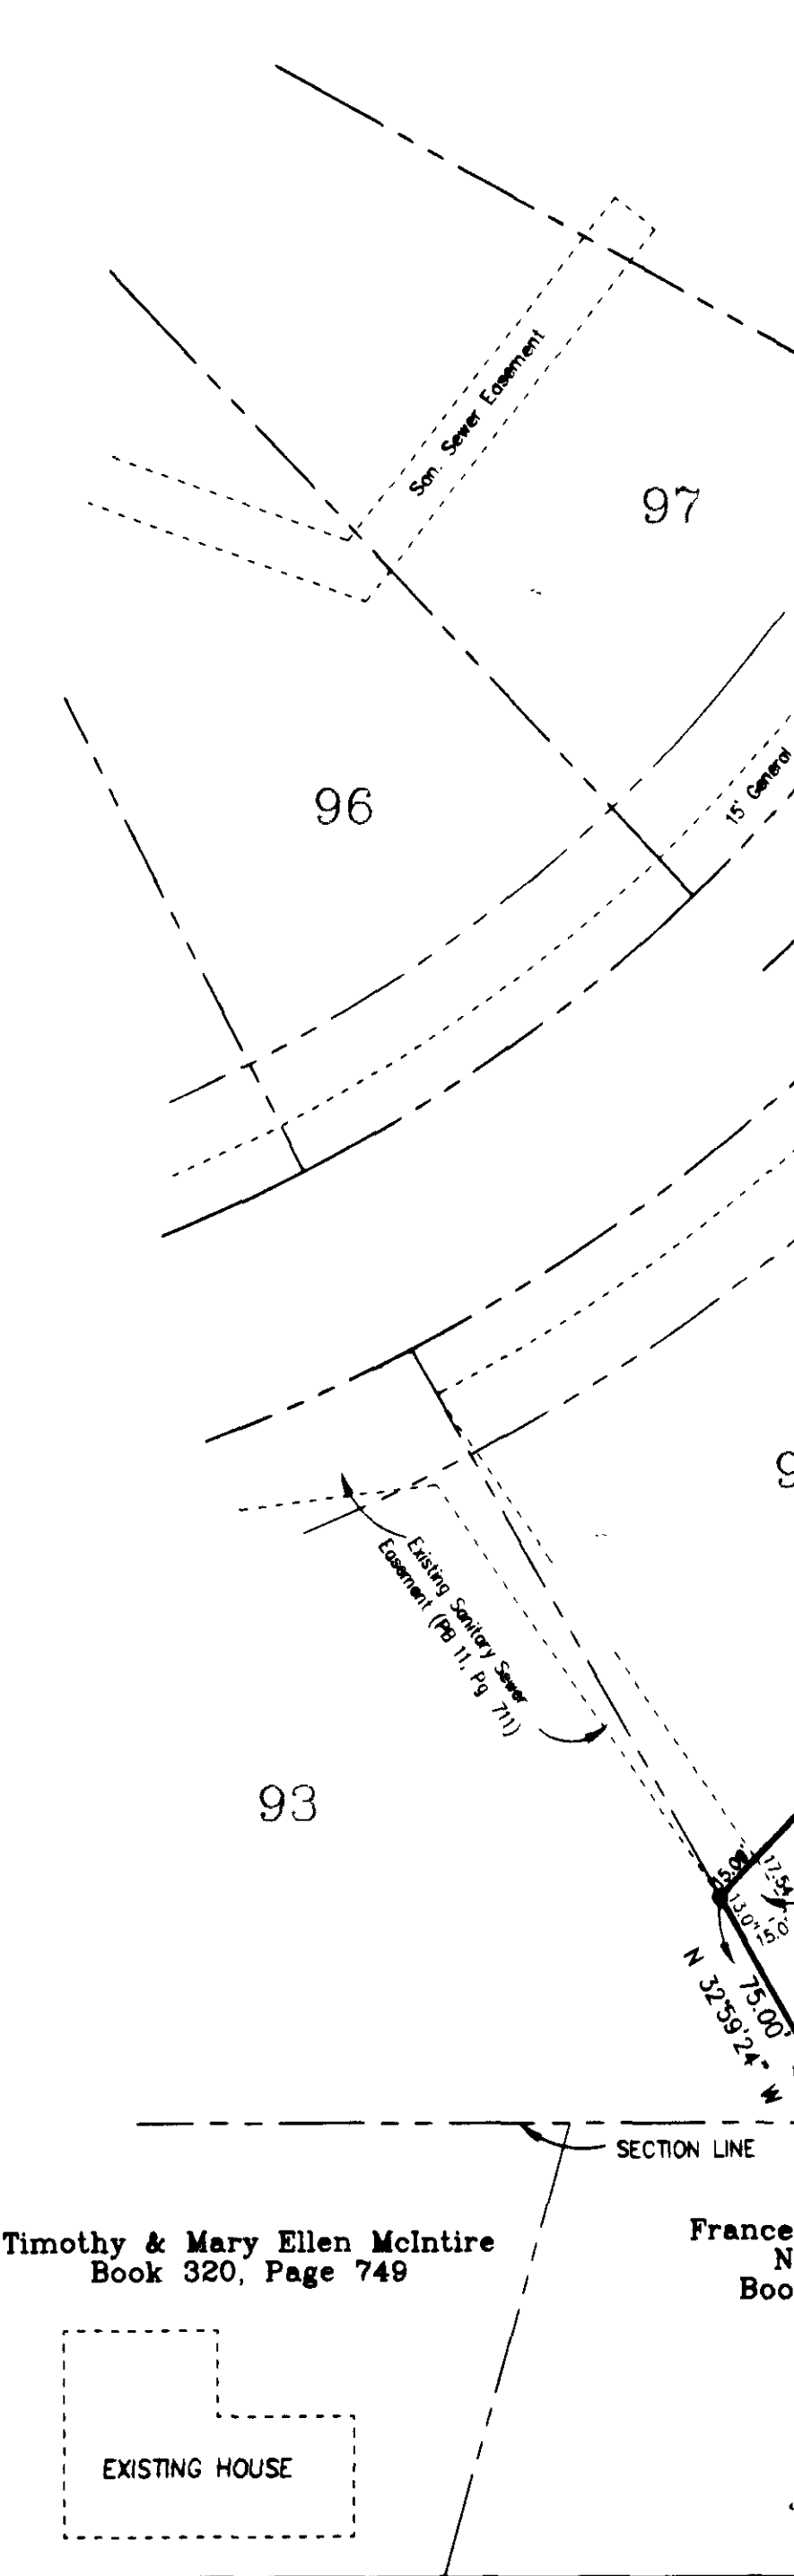 San. Sewer Easement
97
15' General
96
9
Existing Sanitary Sewer
Easement (PB 11, Pg 711)
93
15.00'
17.54'
13.0'
15.0'
75.00'
N 32°59'24" W
SECTION LINE
Timothy & Mary Ellen McIntire
Book 320, Page 749
France
N
Boo
EXISTING HOUSE